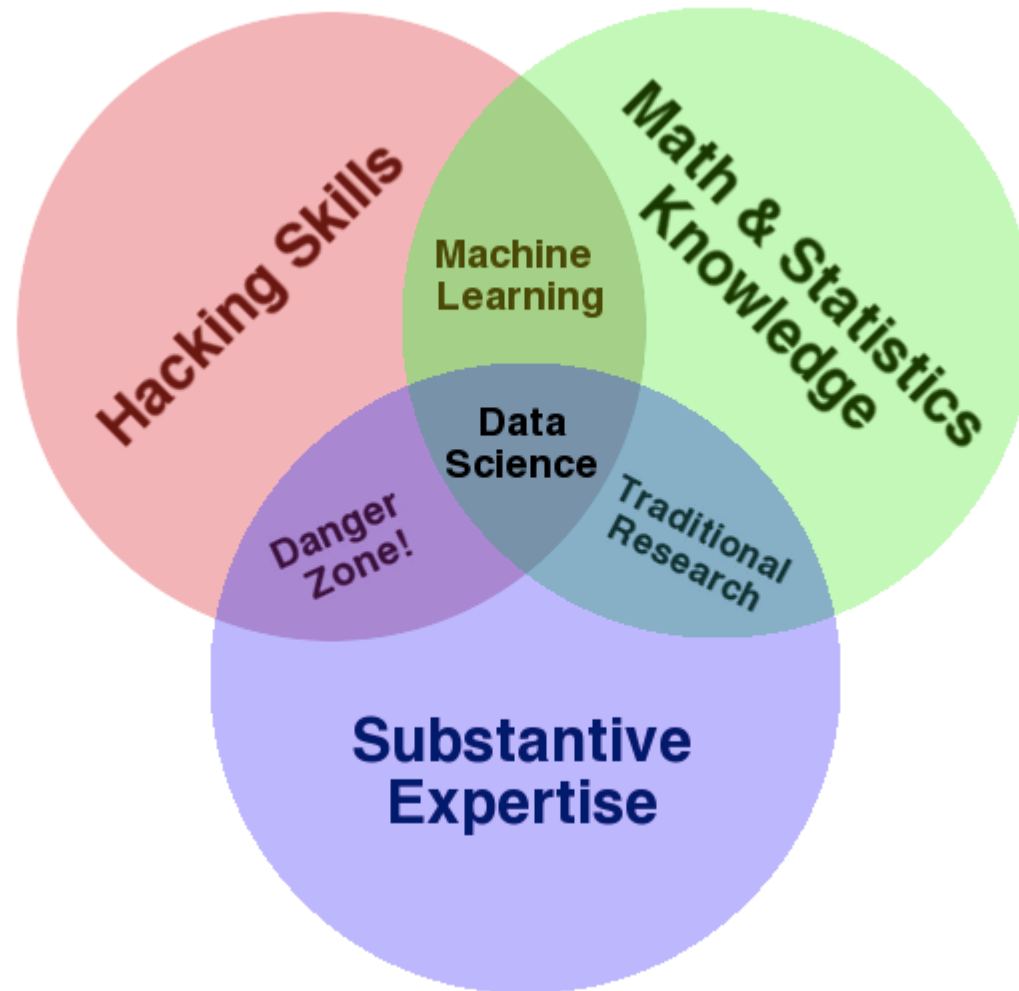 Hacking Skills
Math & Statistics
Knowledge
Machine
Learning
Data
Science
Danger
Zone!
Traditional
Research
Substantive
Expertise